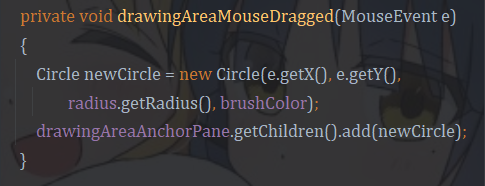 private void drawingAreaMouseDragged(MouseEvent e)
{
Circle newCircle = new Circle(e.getX(), e.getY(),
radius.getRadius(), brushColor);
drawingAreaAnchorPane.getChildren().add(newCircle);
}